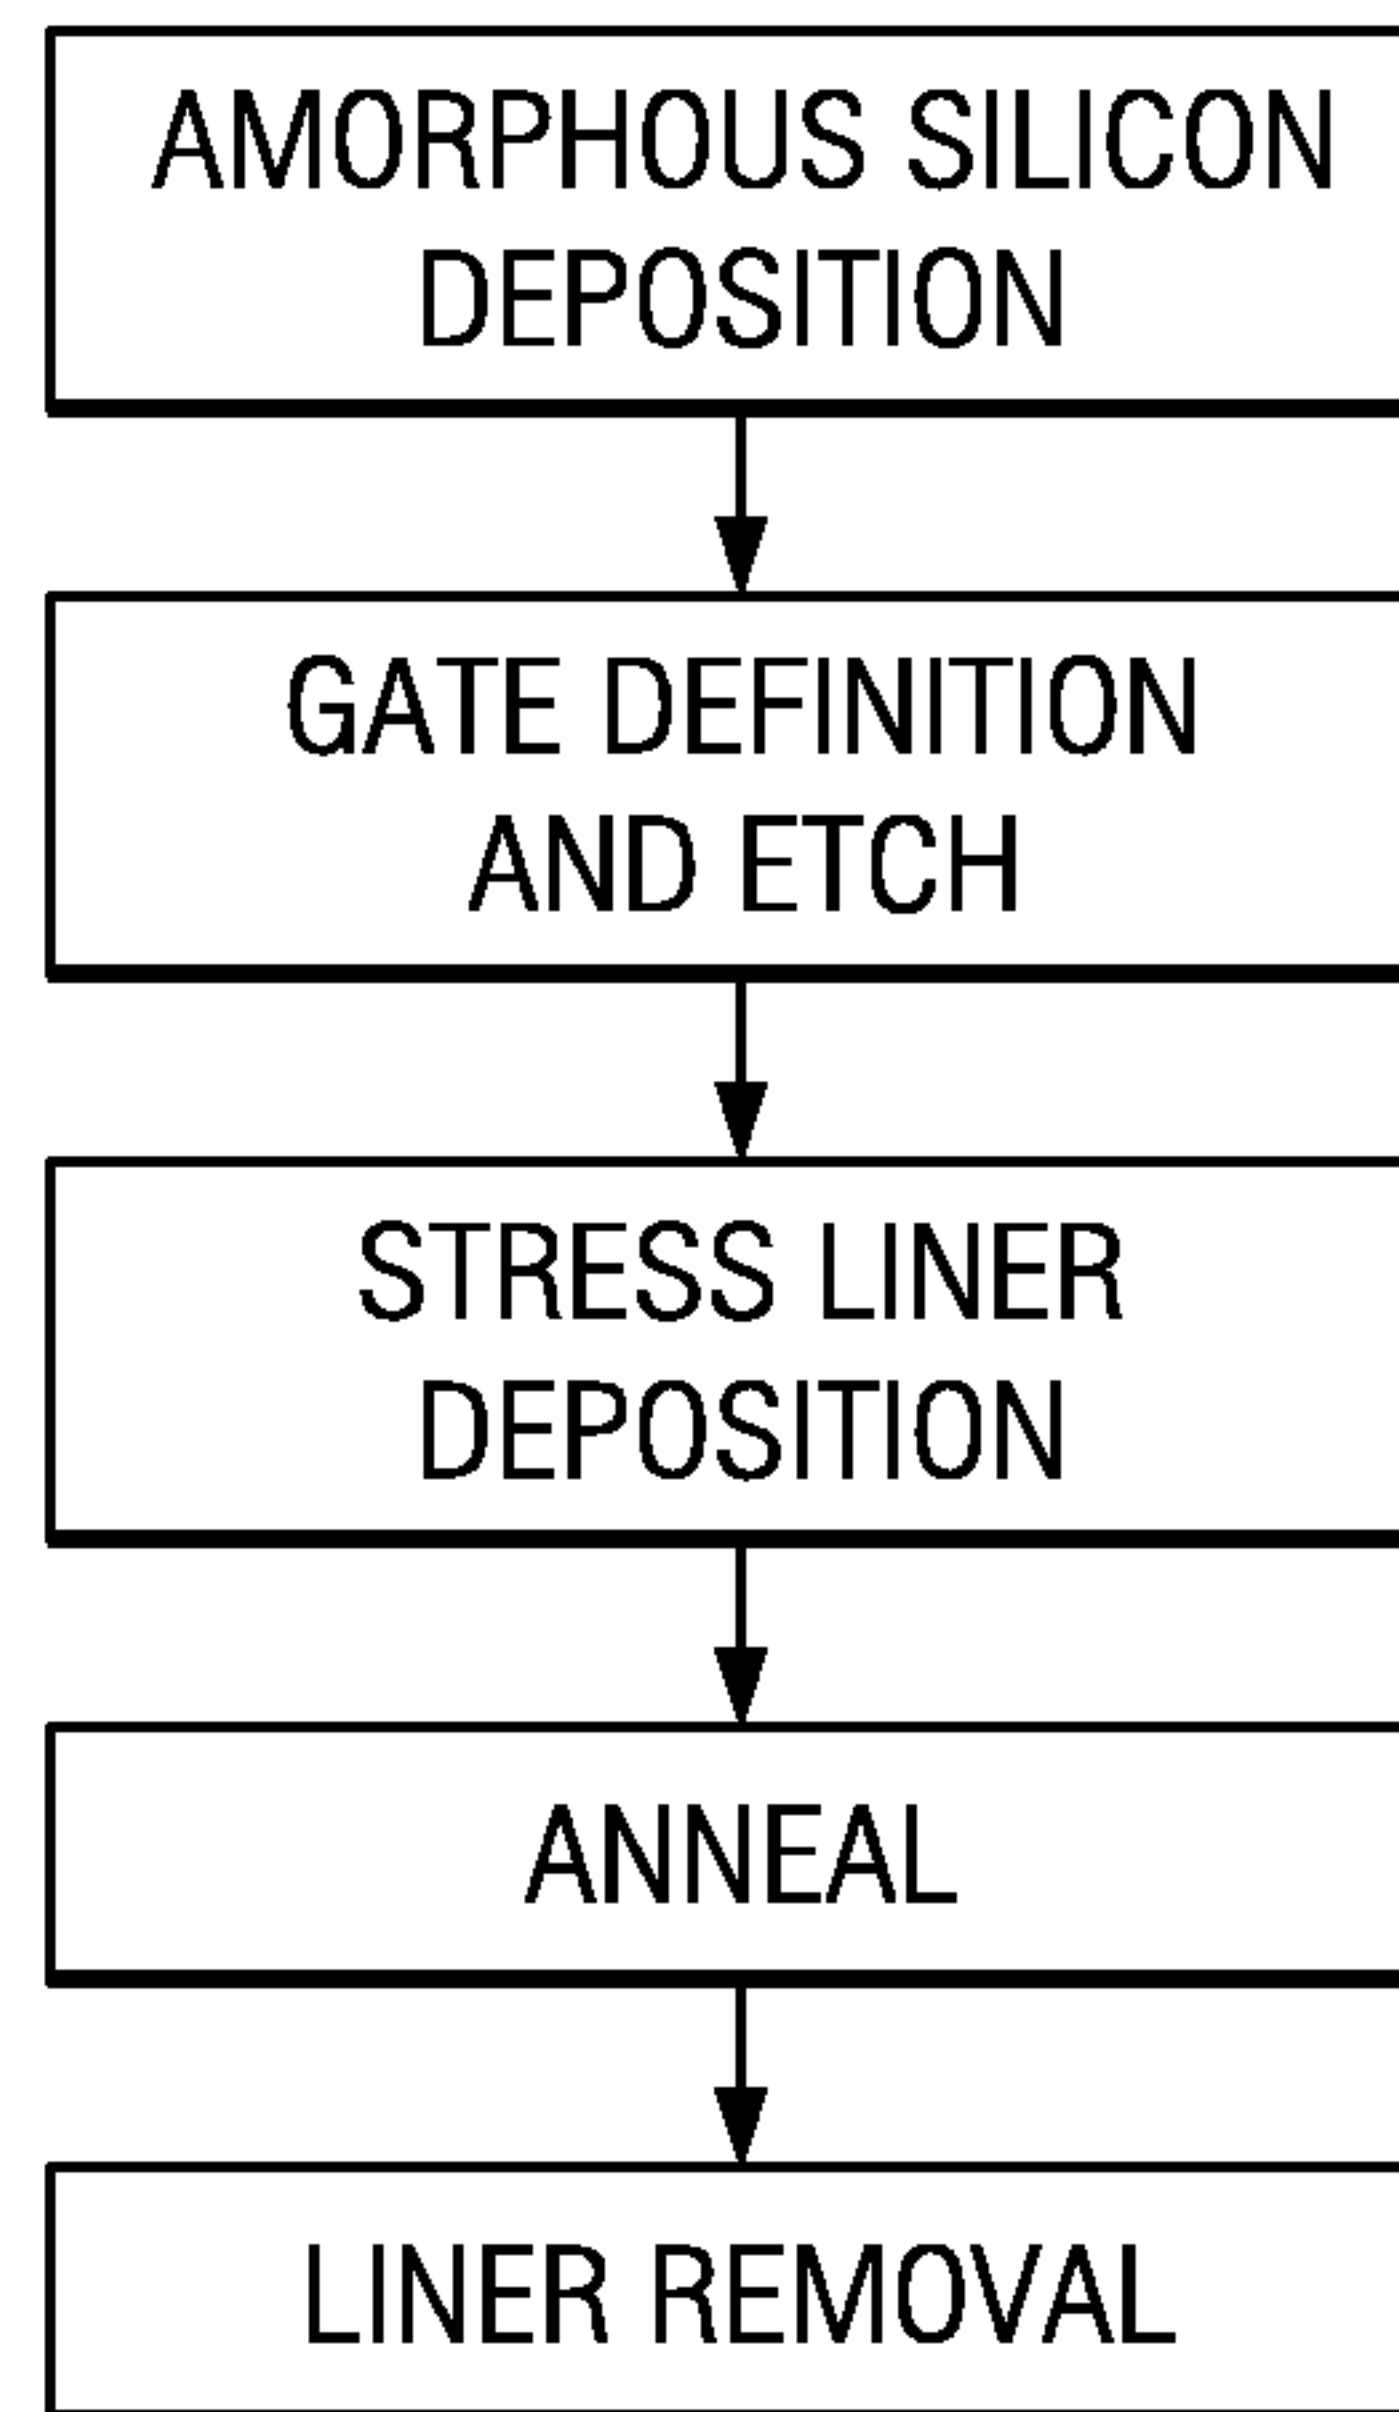 AMORPHOUS SILICON
DEPOSITION
GATE DEFINITION
AND ETCH
STRESS LINER
DEPOSITION
ANNEAL
LINER REMOVAL